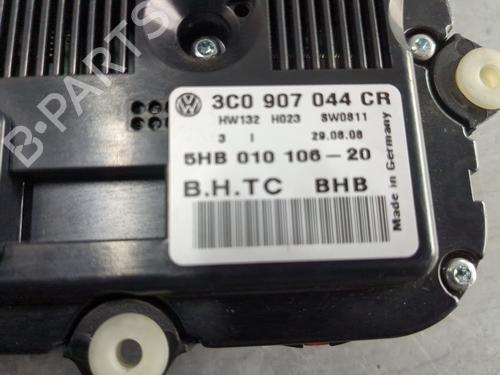 B-PARTS
3C0 907 044 CR
HW132 H023 SW0811
3 I 29.08.08
5HB 010 106-20
B.H.TC BHB
Made in Germany